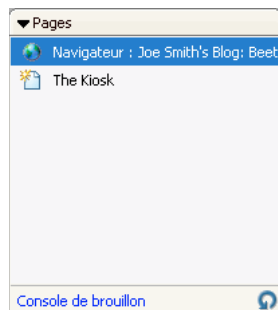 Pages
Navigateur : Joe Smith's Blog: Beet
The Kiosk
Console de brouillon